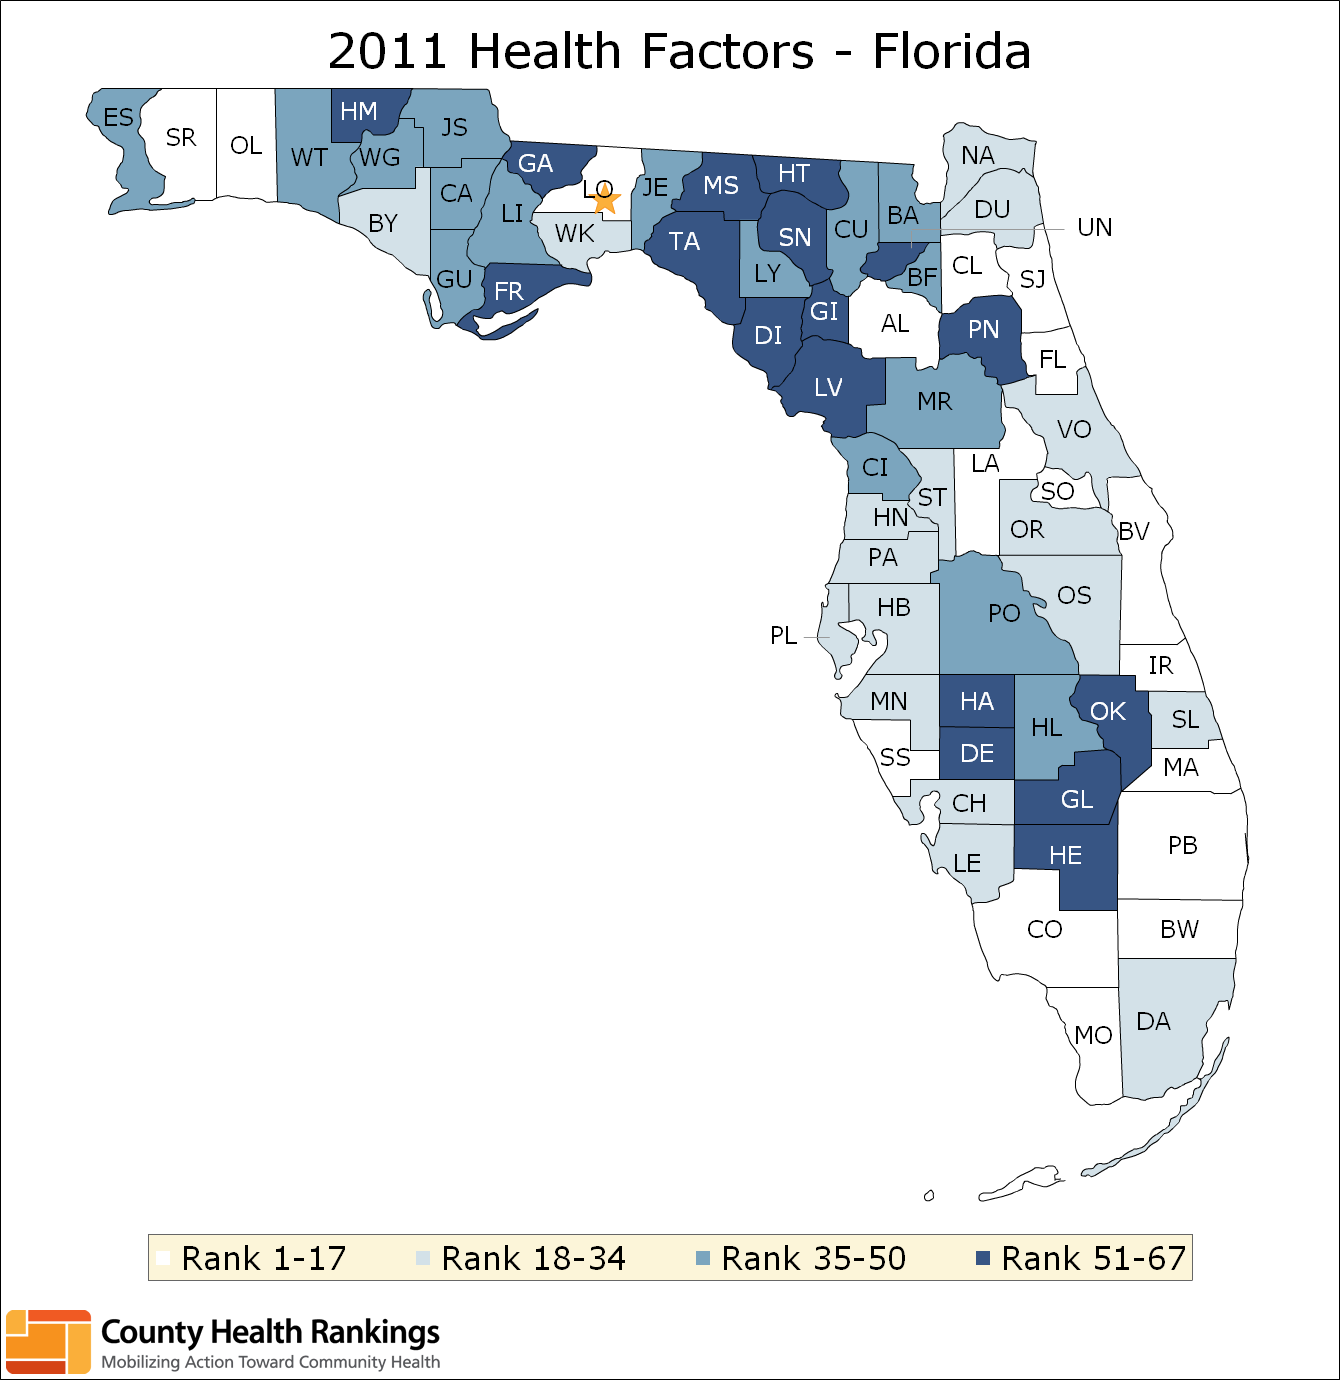 2011 Health Factors - Florida
ES
SR
OL
WT
HM
WG
JS
BY
CA
GU
LI
GA
FR
LO
WK
JE
MS
TA
HT
SN
LY
CU
BA
UN
NA
DU
BF
CL
SJ
DI
GI
AL
PN
FL
LV
MR
VO
CI
ST
LA
SO
HN
OR
BV
PA
HB
PO
OS
PL
IR
MN
HA
HL
OK
SL
SS
DE
MA
CH
GL
LE
HE
PB
CO
BW
MO
DA
Rank 1-17 Rank 18-34 Rank 35-50 Rank 51-67
County Health Rankings
Mobilizing Action Toward Community Health